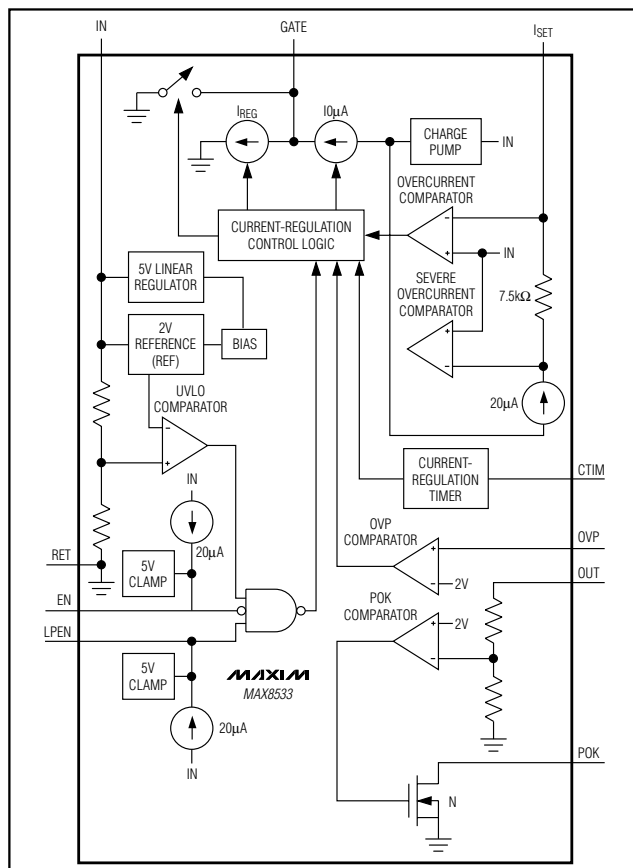 IN
GATE
ISET
IREG
10µA
CHARGE
PUMP
IN
OVERCURRENT
COMPARATOR
CURRENT-REGULATION
CONTROL LOGIC
IN
5V LINEAR
REGULATOR
SEVERE
OVERCURRENT
COMPARATOR
7.5kΩ
2V
REFERENCE
(REF)
BIAS
UVLO
COMPARATOR
20µA
CURRENT-
REGULATION
TIMER
CTIM
IN
20µA
OVP
COMPARATOR
OVP
2V
OUT
RET
5V
CLAMP
EN
POK
COMPARATOR
2V
LPEN
5V
CLAMP
MAXIM
MAX8533
20µA
IN
POK
N